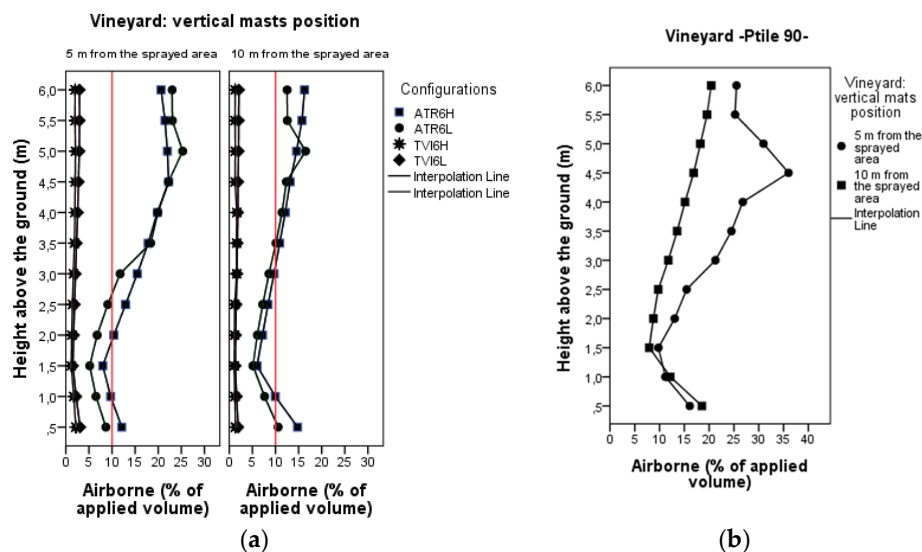 Vineyard: vertical masts position
5 m from the sprayed area
10 m from the sprayed area
Height above the ground (m)
6,0
5,5
5,0
4,5
4,0
3,5
3,0
2,5
2,0
1,5
1,0
,5
0 5 10 15 20 25 30
0 5 10 15 20 25 30
Airborne (% of
applied volume)
Airborne (% of
applied volume)
Configurations
ATR6H
ATR6L
TVI6H
TVI6L
Interpolation Line
Interpolation Line
(a)
Vineyard -Ptile 90-
Height above the ground (m)
6,0
5,5
5,0
4,5
4,0
3,5
3,0
2,5
2,0
1,5
1,0
,5
0 10 15 20 25 30 40
Airborne (% of applied
volume)
Vineyard:
vertical mats
position
5 m from the
sprayed area
10 m from
the sprayed
area
Interpolation
Line
(b)